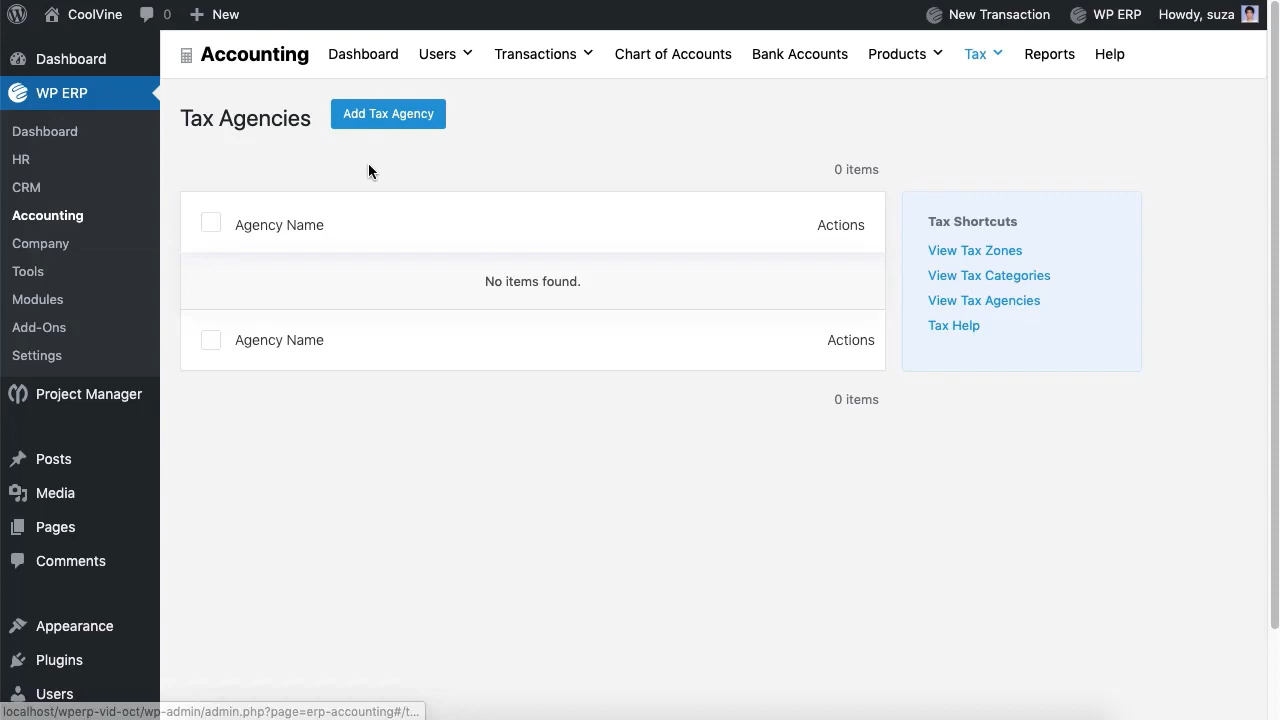 CoolVine 0 New New Transaction WP ERP Howdy, suza
Dashboard
WP ERP
Dashboard
HR
CRM
Accounting
Company
Tools
Modules
Add-Ons
Settings
Project Manager
Posts
Media
Pages
Comments
Appearance
Plugins
Users
Accounting Dashboard Users Transactions Chart of Accounts Bank Accounts Products Tax Reports Help
Tax Agencies Add Tax Agency
0 items
Agency Name Actions
No items found.
Agency Name Actions
0 items
Tax Shortcuts
View Tax Zones
View Tax Categories
View Tax Agencies
Tax Help
localhost/wperp-vid-oct/wp-admin/admin.php?page=erp-accounting#/t...